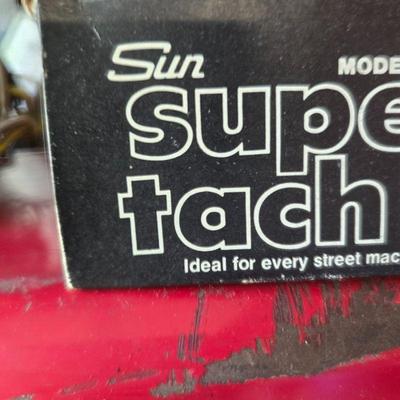 Sun
MODE
supe
tach
Ideal for every street mac